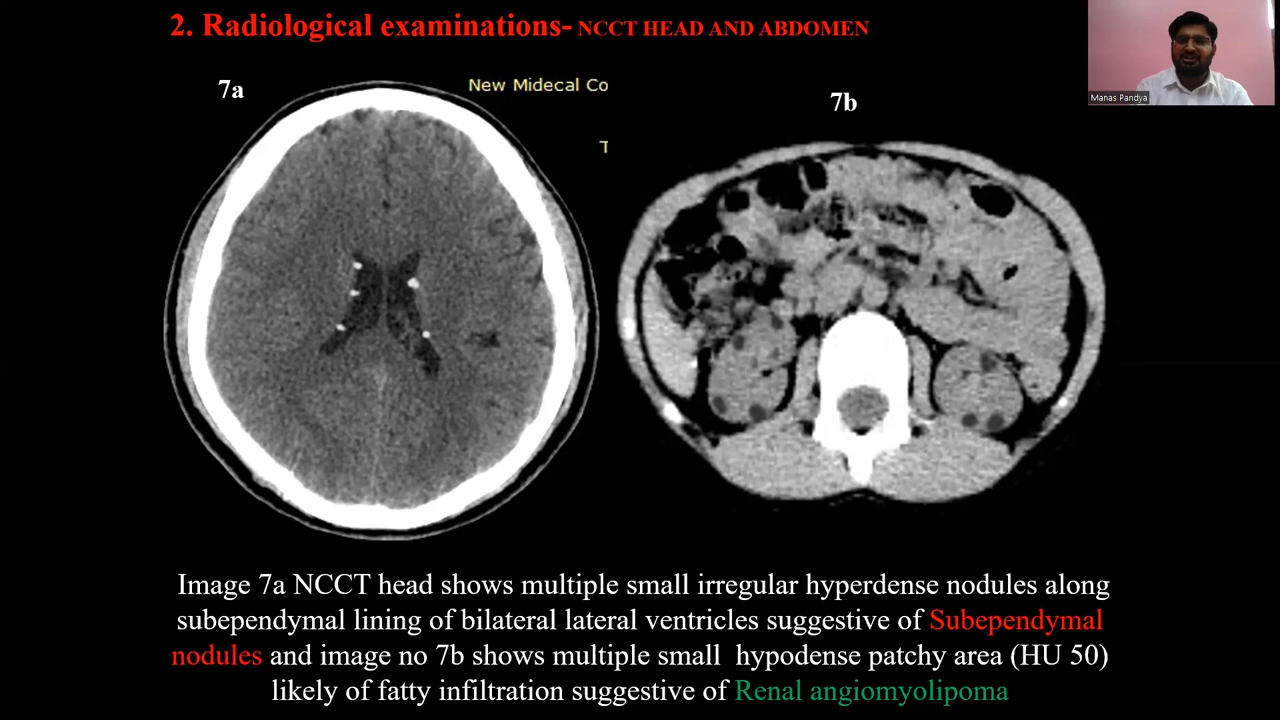 2. Radiological examinations- NCCT HEAD AND ABDOMEN
Manas Pandya
7a
New Midecal Co
7b
T
Image 7a NCCT head shows multiple small irregular hyperdense nodules along
subependymal lining of bilateral lateral ventricles suggestive of Subependymal
nodules and image no 7b shows multiple small hypodense patchy area (HU 50)
likely of fatty infiltration suggestive of Renal angiomyolipoma